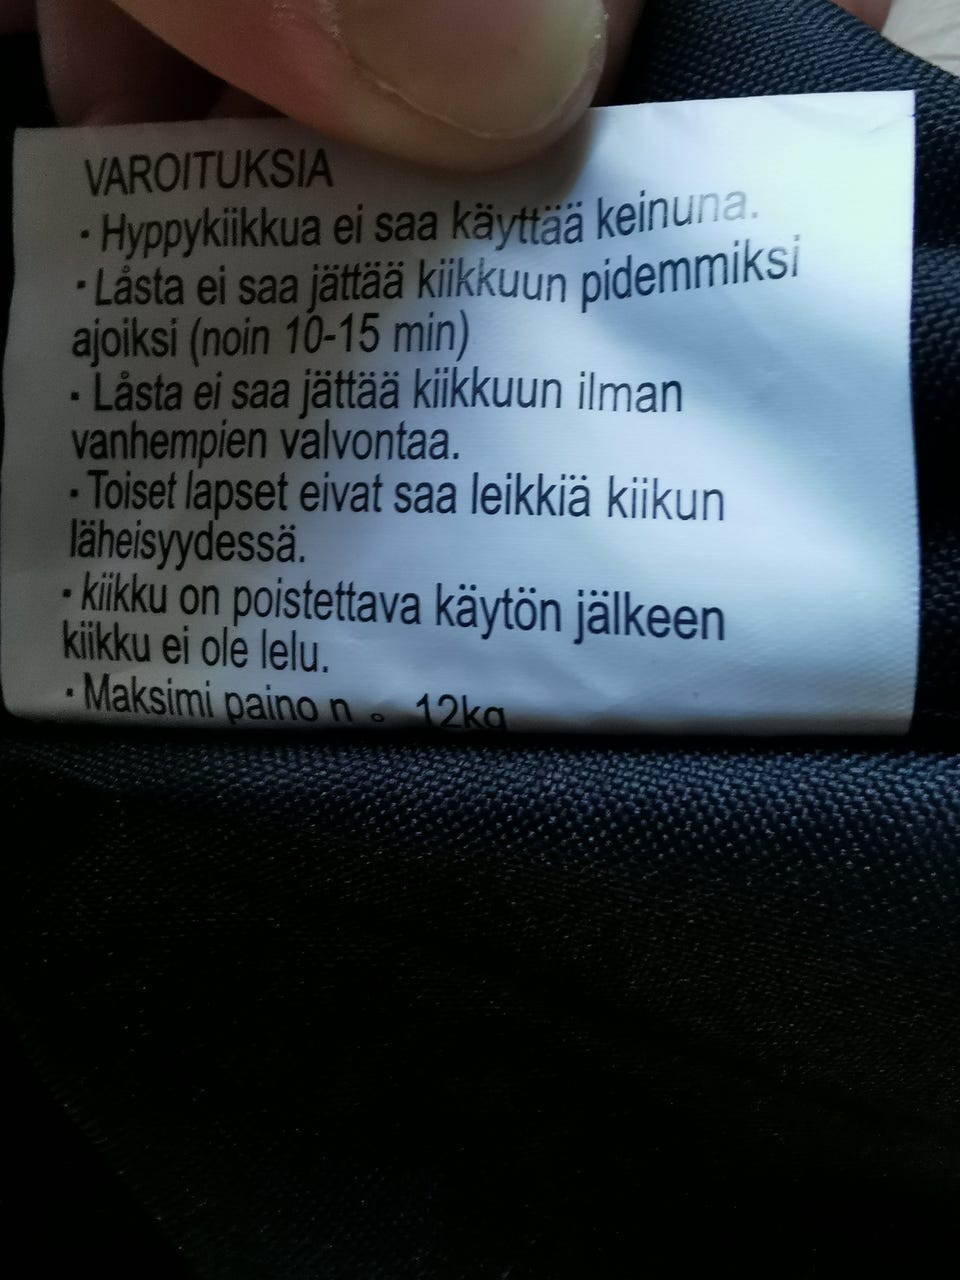 VAROITUKSIA
· Hyppykiikkua ei saa käyttää keinuna.
· Låsta ei saa jättää kiikkuun pidemmiksi
ajoiksi (noin 10-15 min)
· Låsta ei saa jättää kiikkuun ilman
vanhempien valvontaa.
· Toiset lapset eivat saa leikkiä kiikun
läheisyydessä.
· kiikku on poistettava käytön jälkeen
kiikku ei ole lelu.
· Maksimi paino n 。 12kg